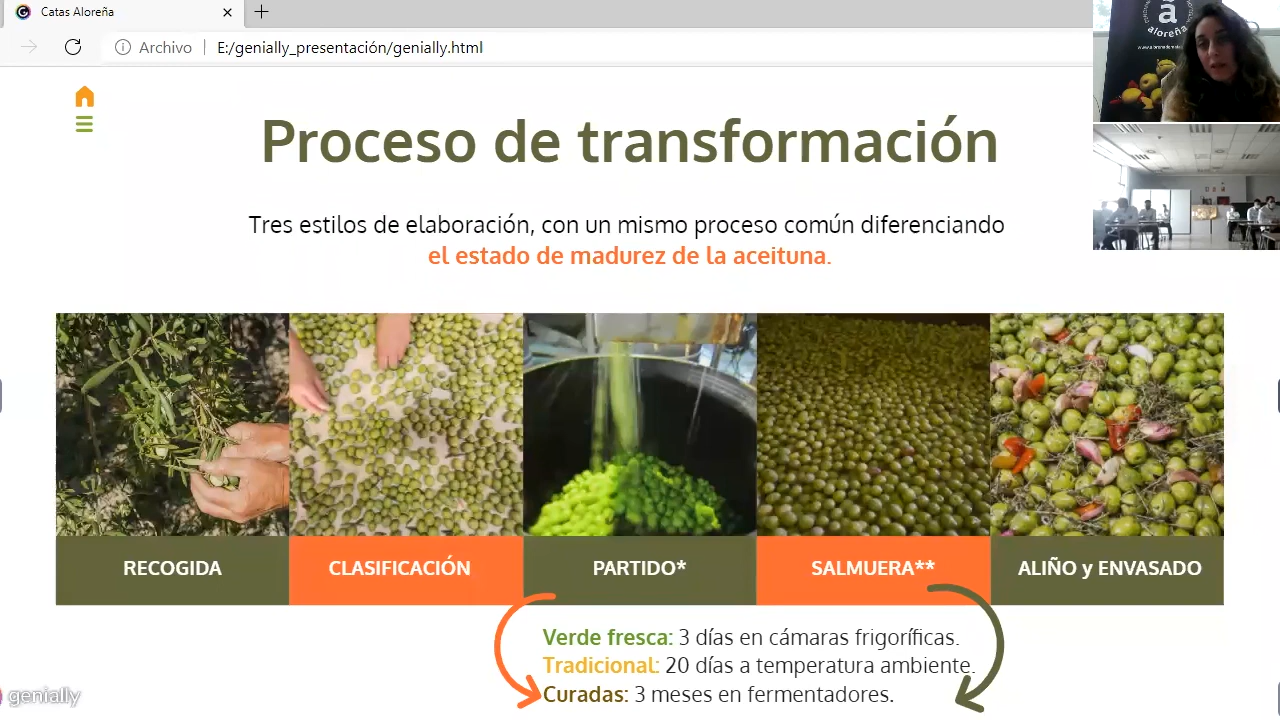 Catas Aloreña
Archivo
E:/genially_presentación/genially.html
aloreña
Proceso de transformación
Tres estilos de elaboración, con un mismo proceso común diferenciando
el estado de madurez de la aceituna.
RECOGIDA
CLASIFICACIÓN
PARTIDO*
SALMUERA**
ALIÑO y ENVASADO
Verde fresca: 3 días en cámaras frigoríficas.
Tradicional: 20 días a temperatura ambiente.
Curadas: 3 meses en fermentadores.
genially